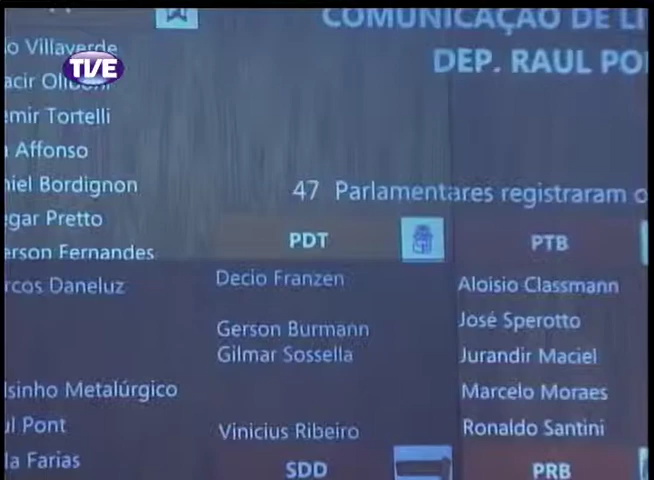 COMUNICAÇÃO DE LI
DEP. RAUL PO
TVE
47 Parlamentares registraram o
io Villaverde
acir Oliboni
emir Tortelli
Affonso
niel Bordignon
egar Pretto
erson Fernandes
rcos Daneluz
lsinho Metalúrgico
ul Pont
la Farias
PDT
Decio Franzen
Gerson Burmann
Gilmar Sossella
Vinicius Ribeiro
SDD
PTB
Aloisio Classmann
José Sperotto
Jurandir Maciel
Marcelo Moraes
Ronaldo Santini
PRB